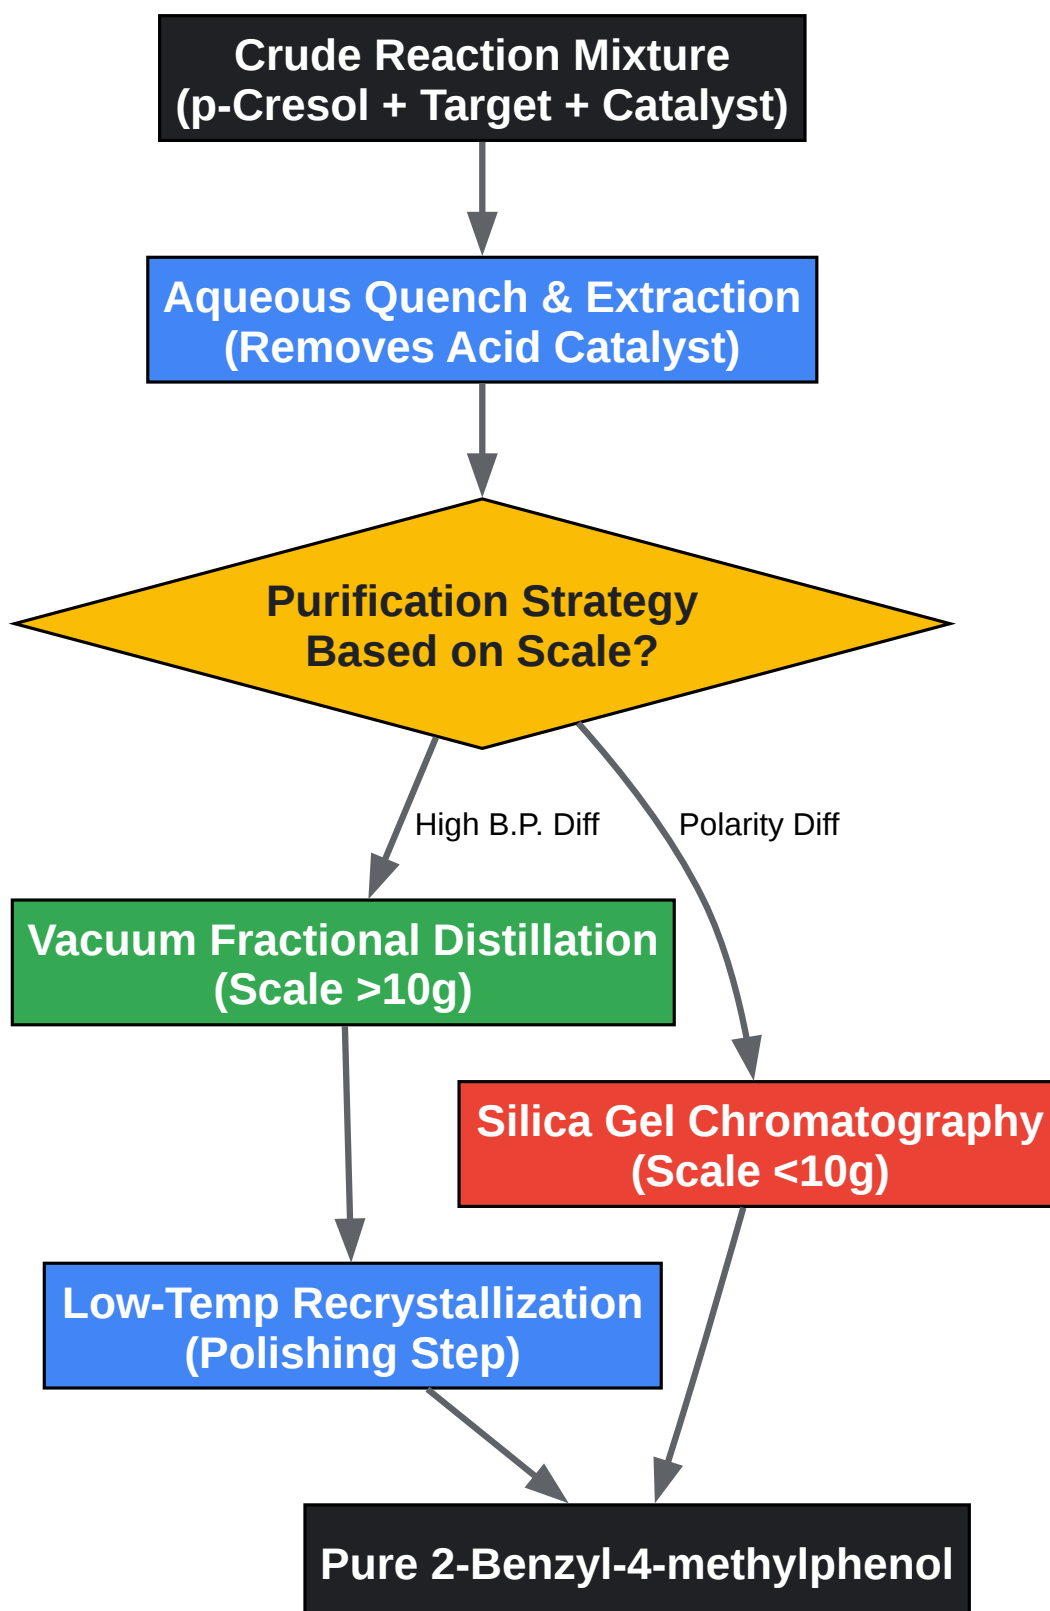 Crude Reaction Mixture
(p-Cresol + Target + Catalyst)
Aqueous Quench & Extraction
(Removes Acid Catalyst)
Purification Strategy
Based on Scale?
High B.P. Diff
Polarity Diff
Vacuum Fractional Distillation
(Scale >10g)
Silica Gel Chromatography
(Scale <10g)
Low-Temp Recrystallization
(Polishing Step)
Pure 2-Benzyl-4-methylphenol